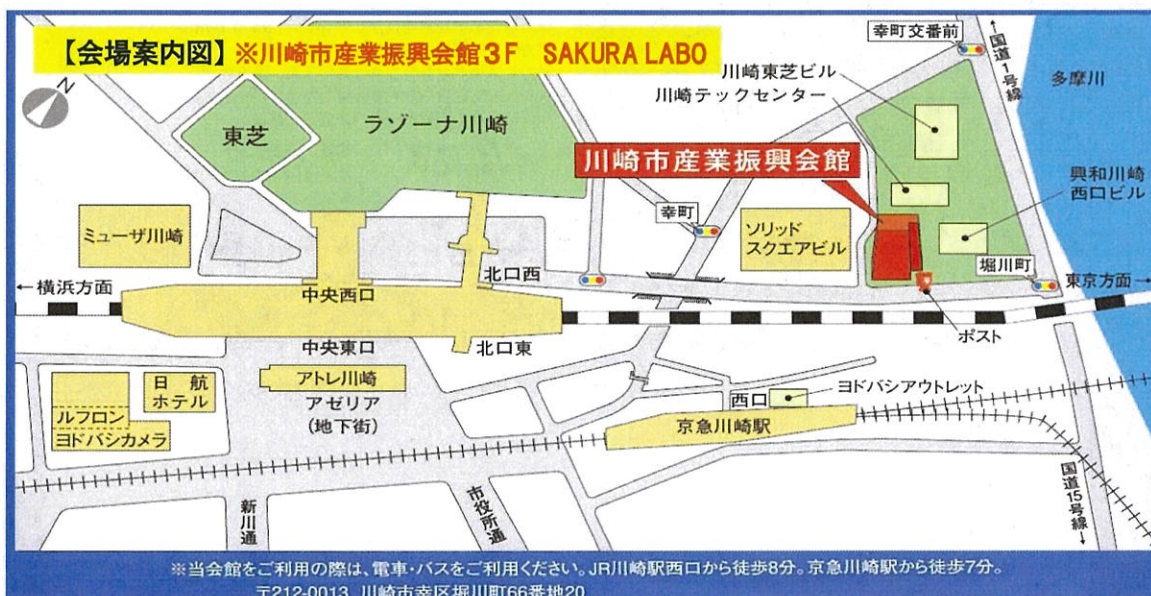 【会場案内図】※川崎市産業振興会館3F SAKURA LABO
N
幸町交番前
国道1号線
多摩川
川崎東芝ビル
川崎テックセンター
東芝
ラゾーナ川崎
川崎市産業振興会館
興和川崎
西口ビル
幸町
ミューザ川崎
ソリッド
スクエアビル
堀川町
←横浜方面
中央西口
北口西
東京方面→
ポスト
中央東口
北口東
アトレ川崎
アゼリア
(地下街)
日航
ホテル
ルフロン
ヨドバシカメラ
西口
ヨドバシアウトレット
京急川崎駅
新川通
市役所通
国道15号線
※当会館をご利用の際は、電車・バスをご利用ください。JR川崎駅西口から徒歩8分。京急川崎駅から徒歩7分。
〒212-0013 川崎市幸区堀川町66番地20